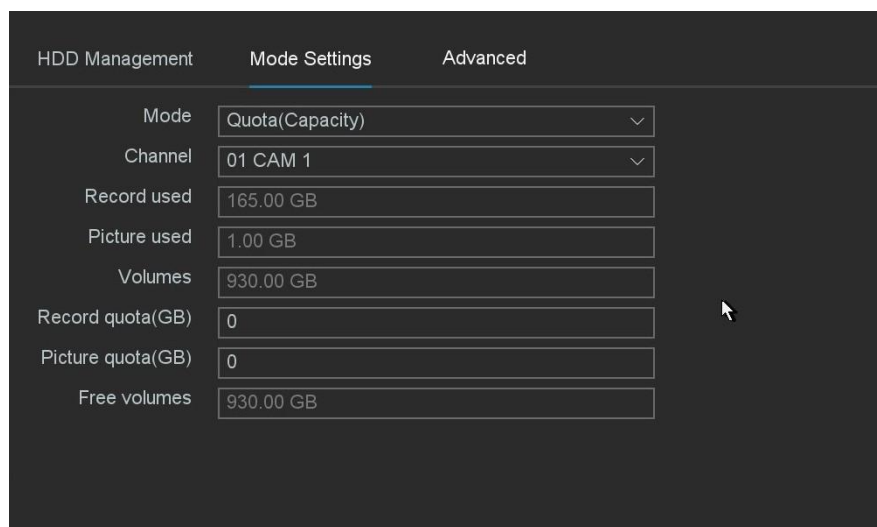 HDD Management Mode Settings Advanced
Mode Quota(Capacity)
Channel 01 CAM 1
Record used 165.00 GB
Picture used 1.00 GB
Volumes 930.00 GB
Record quota(GB) 0
Picture quota(GB) 0
Free volumes 930.00 GB